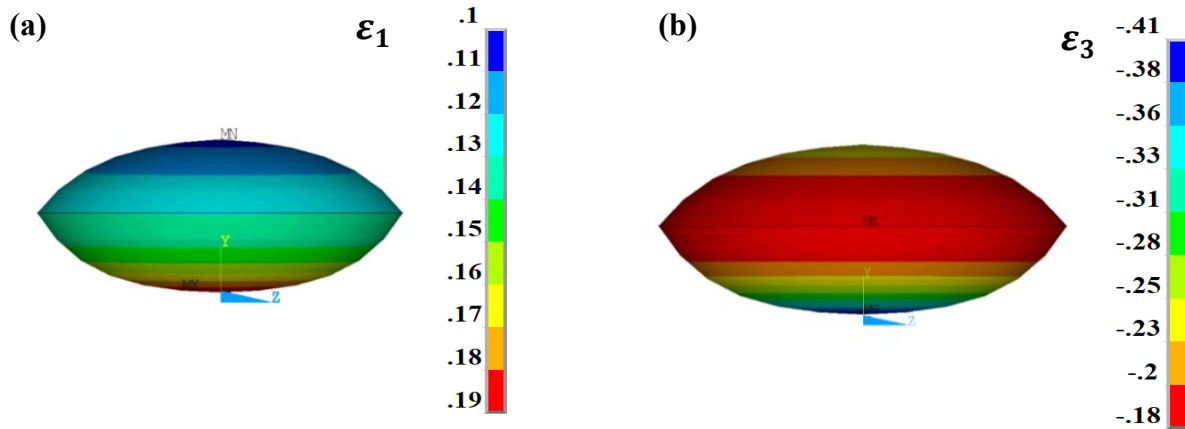 (a)
ε₁
.1
.11
.12
.13
.14
.15
.16
.17
.18
.19
MN
Y
MX
Z
(b)
ε₃
-.41
-.38
-.36
-.33
-.31
-.28
-.25
-.23
-.2
-.18
MX
Y
MN
Z